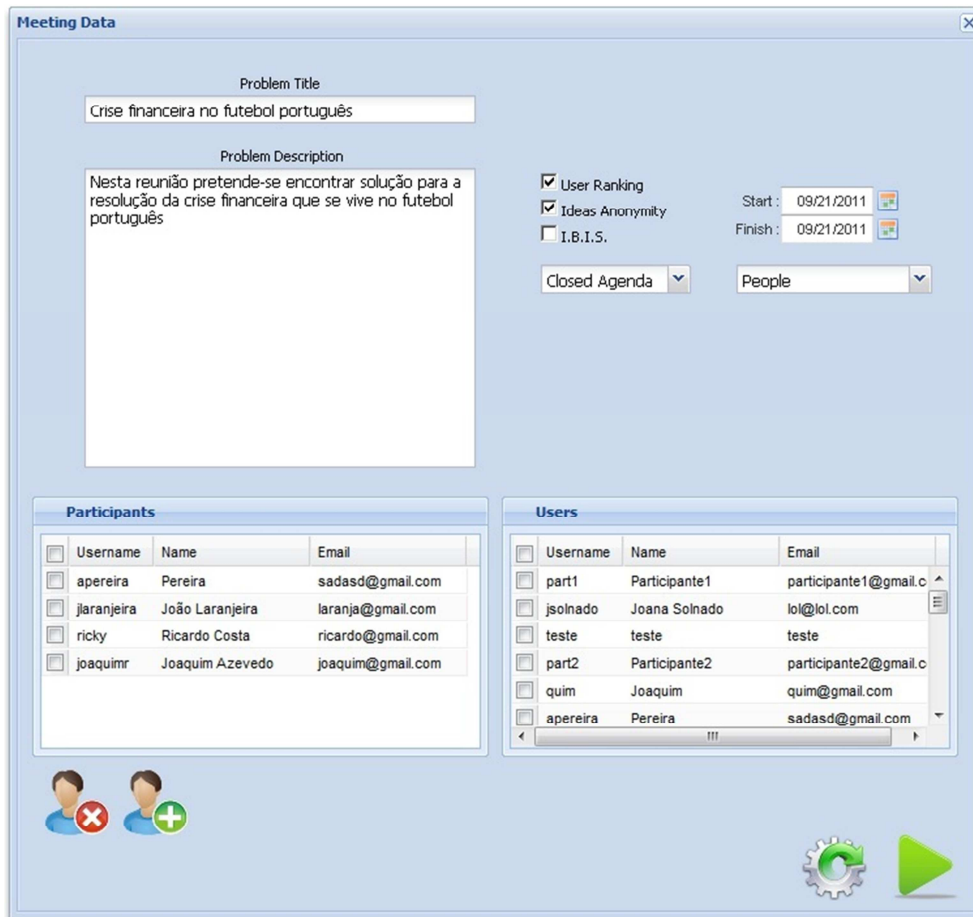 Meeting Data
Problem Title
Crise financeira no futebol português
Problem Description
Nesta reunião pretende-se encontrar solução para a
resolução da crise financeira que se vive no futebol
português
User Ranking
Ideas Anonymity
I.B.I.S.
Start : 09/21/2011
Finish : 09/21/2011
Closed Agenda
People
Participants
Username Name Email
apereira Pereira sadasd@gmail.com
jlaranjeira João Laranjeira laranja@gmail.com
ricky Ricardo Costa ricardo@gmail.com
joaquimr Joaquim Azevedo joaquim@gmail.com
Users
Username Name Email
part1 Participante1 participante1@gmail.c
jsolnado Joana Solnado lol@lol.com
teste teste teste
part2 Participante2 participante2@gmail.c
quim Joaquim quim@gmail.com
apereira Pereira sadasd@gmail.com